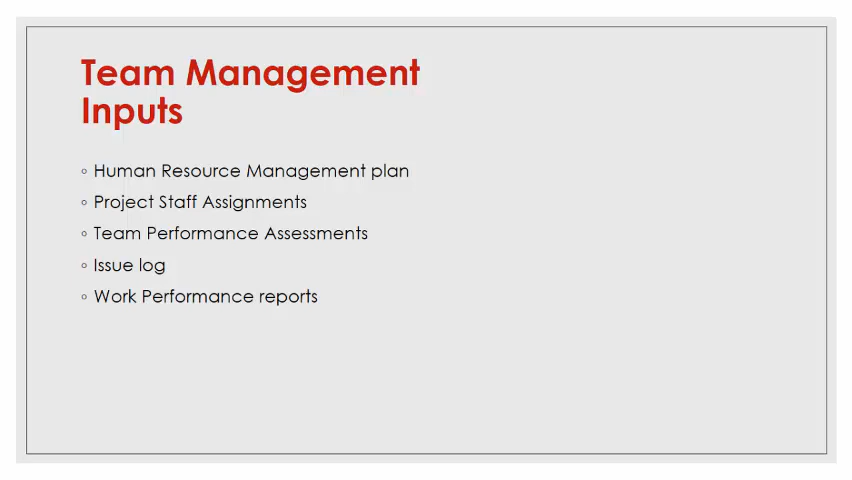 Team Management
Inputs
◦ Human Resource Management plan
◦ Project Staff Assignments
◦ Team Performance Assessments
◦ Issue log
◦ Work Performance reports